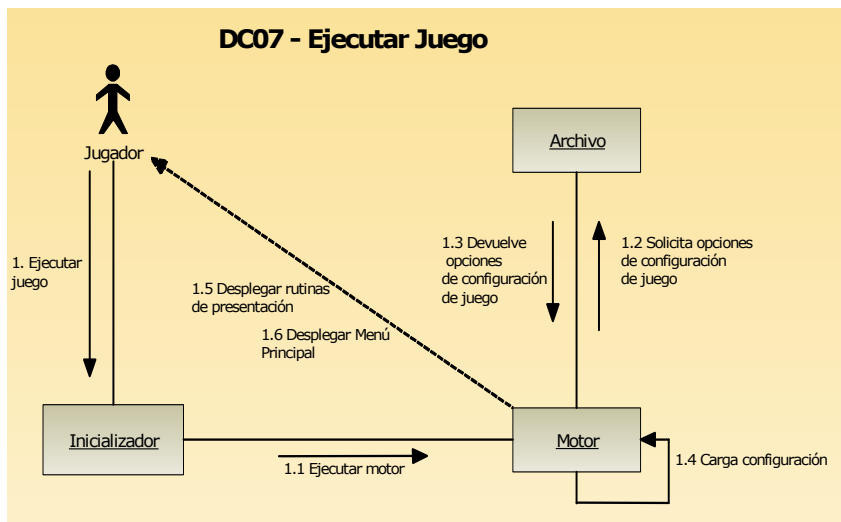 DC07 - Ejecutar Juego
Jugador
Archivo
1. Ejecutar
juego
1.3 Devuelve
opciones
de configuración
de juego
1.2 Solicita opciones
de configuración
de juego
1.5 Desplegar rutinas
de presentación
1.6 Desplegar Menú
Principal
Inicializador
Motor
1.1 Ejecutar motor
1.4 Carga configuración